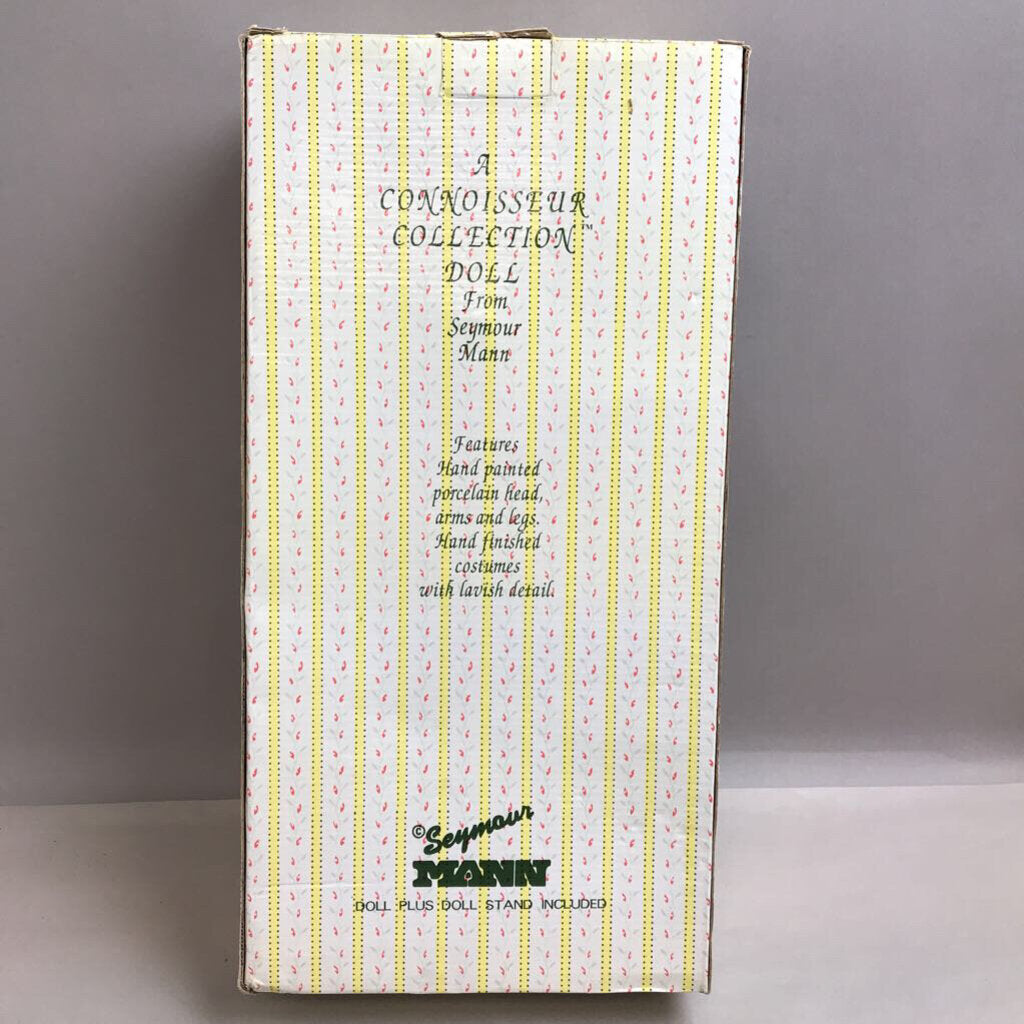 A
CONNOISSEUR
COLLECTION™
DOLL
From
Seymour
Mann
Features
Hand painted
porcelain head,
arms and legs.
Hand finished
costumes
with lavish detail.
©Seymour
MANN
DOLL PLUS DOLL STAND INCLUDED